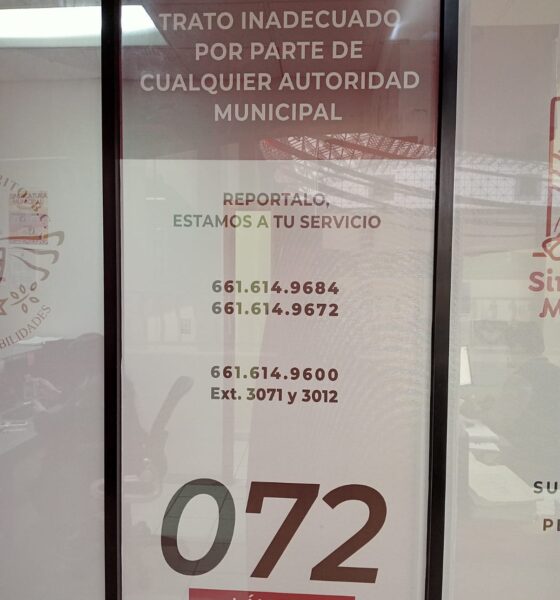 TRATO INADECUADO
POR PARTE DE
CUALQUIER AUTORIDAD
MUNICIPAL
REPORTALO,
ESTAMOS A TU SERVICIO
661.614.9684
661.614.9672
661.614.9600
Ext. 3071 y 3012
072